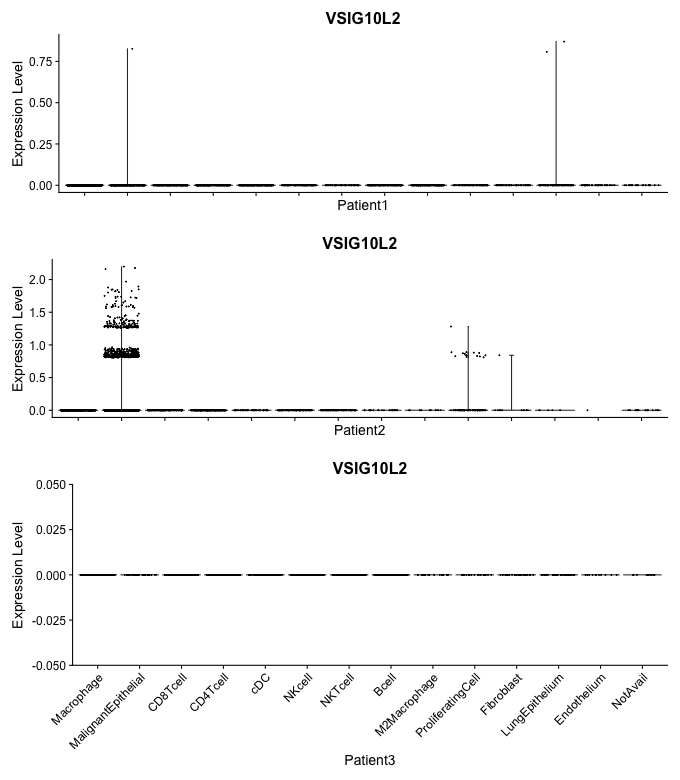 VSIG10L2
Expression Level
0.75
0.50
0.25
0.00
Patient1
VSIG10L2
Expression Level
2.0
1.5
1.0
0.5
0.0
Patient2
VSIG10L2
Expression Level
0.050
0.025
0.000
-0.025
-0.050
Macrophage
MalignantEpithelial
CD8Tcell
CD4Tcell
cDC
NKcell
NKTcell
Bcell
M2Macrophage
ProliferatingCell
Fibroblast
LungEpithelium
Endothelium
NotAvail
Patient3